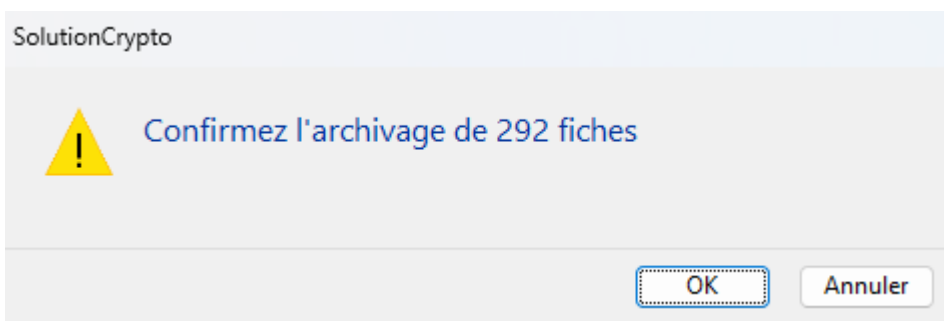 SolutionCrypto
Confirmez l'archivage de 292 fiches
OK
Annuler